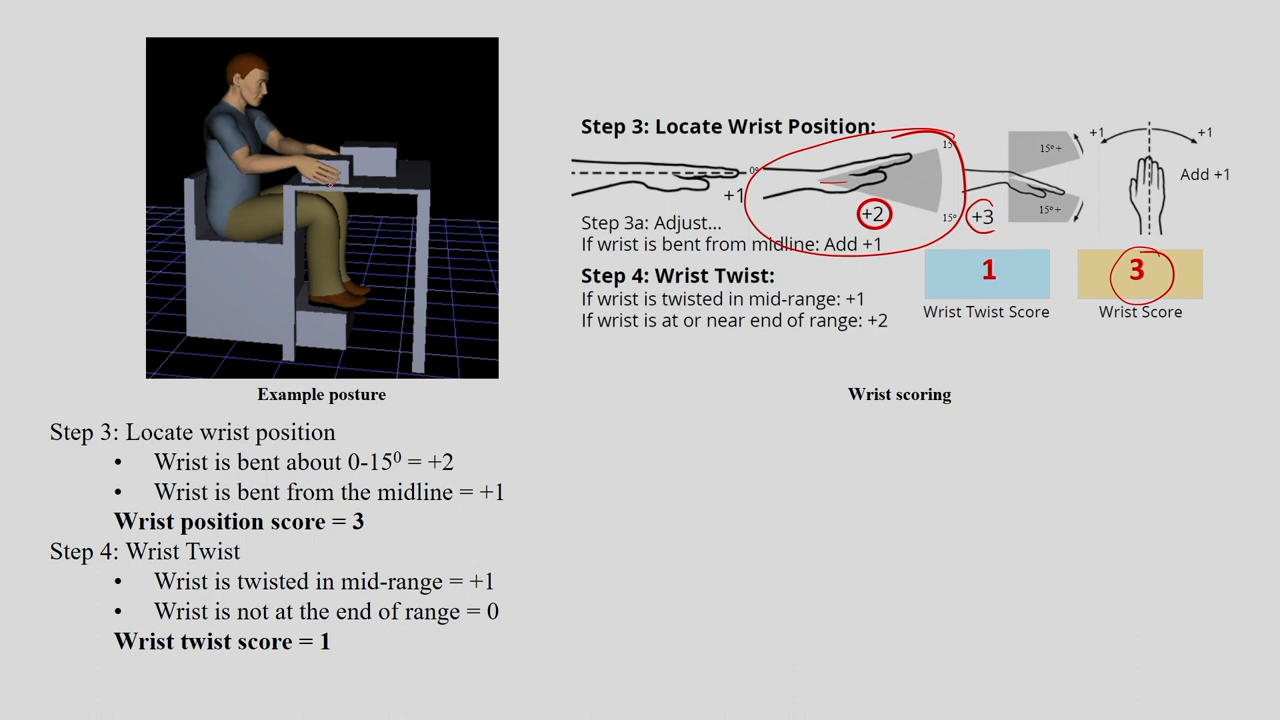 Step 3: Locate Wrist Position:
15º
0º
+1
+2
15º
+3
15º+
15º+
+1
+1
Add +1
Step 3a: Adjust...
If wrist is bent from midline: Add +1
Step 4: Wrist Twist:
If wrist is twisted in mid-range: +1
If wrist is at or near end of range: +2
1
Wrist Twist Score
3
Wrist Score
Example posture
Wrist scoring
Step 3: Locate wrist position
• Wrist is bent about 0-15⁰ = +2
• Wrist is bent from the midline = +1
Wrist position score = 3
Step 4: Wrist Twist
• Wrist is twisted in mid-range = +1
• Wrist is not at the end of range = 0
Wrist twist score = 1